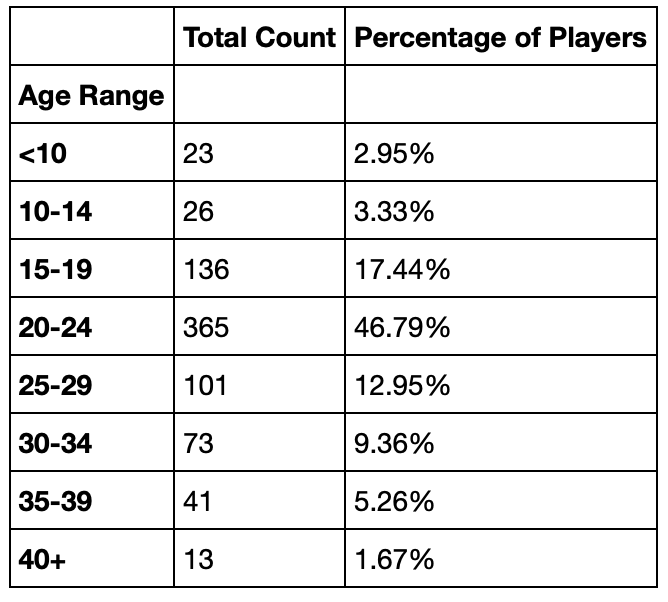 Total Count Percentage of Players
Age Range
<10 23 2.95%
10-14 26 3.33%
15-19 136 17.44%
20-24 365 46.79%
25-29 101 12.95%
30-34 73 9.36%
35-39 41 5.26%
40+ 13 1.67%